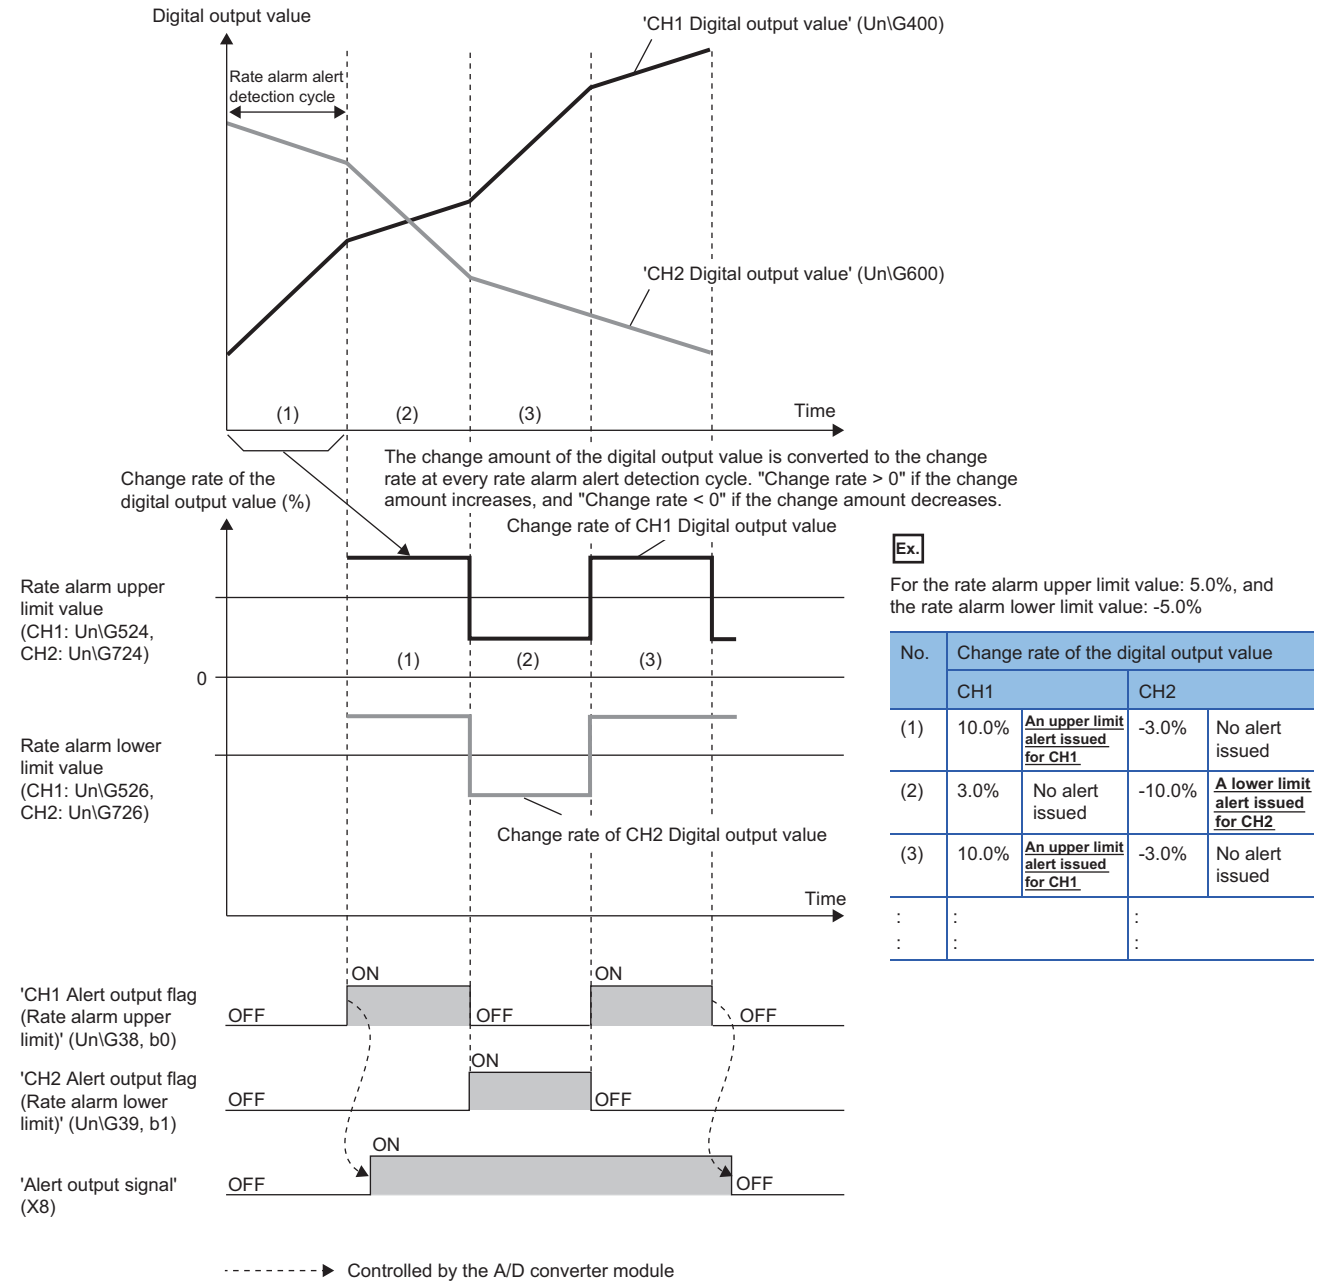 Digital output value
'CH1 Digital output value' (Un\G400)
Rate alarm alert
detection cycle
'CH2 Digital output value' (Un\G600)
(1)
(2)
(3)
Time
The change amount of the digital output value is converted to the change
rate at every rate alarm alert detection cycle. "Change rate > 0" if the change
amount increases, and "Change rate < 0" if the change amount decreases.
Change rate of the
digital output value (%)
Change rate of CH1 Digital output value
Rate alarm upper
limit value
(CH1: Un\G524,
CH2: Un\G724)
(1)
(2)
(3)
0
Rate alarm lower
limit value
(CH1: Un\G526,
CH2: Un\G726)
Change rate of CH2 Digital output value
Time
Ex.
For the rate alarm upper limit value: 5.0%, and
the rate alarm lower limit value: -5.0%
No. Change rate of the digital output value
CH1 CH2
(1) 10.0% An upper limit alert issued for CH1 -3.0% No alert issued
(2) 3.0% No alert issued -10.0% A lower limit alert issued for CH2
(3) 10.0% An upper limit alert issued for CH1 -3.0% No alert issued
: : :
: : :
'CH1 Alert output flag
(Rate alarm upper
limit)' (Un\G38, b0)
OFF
ON
OFF
ON
OFF
'CH2 Alert output flag
(Rate alarm lower
limit)' (Un\G39, b1)
OFF
ON
OFF
'Alert output signal'
(X8)
OFF
ON
OFF
Controlled by the A/D converter module